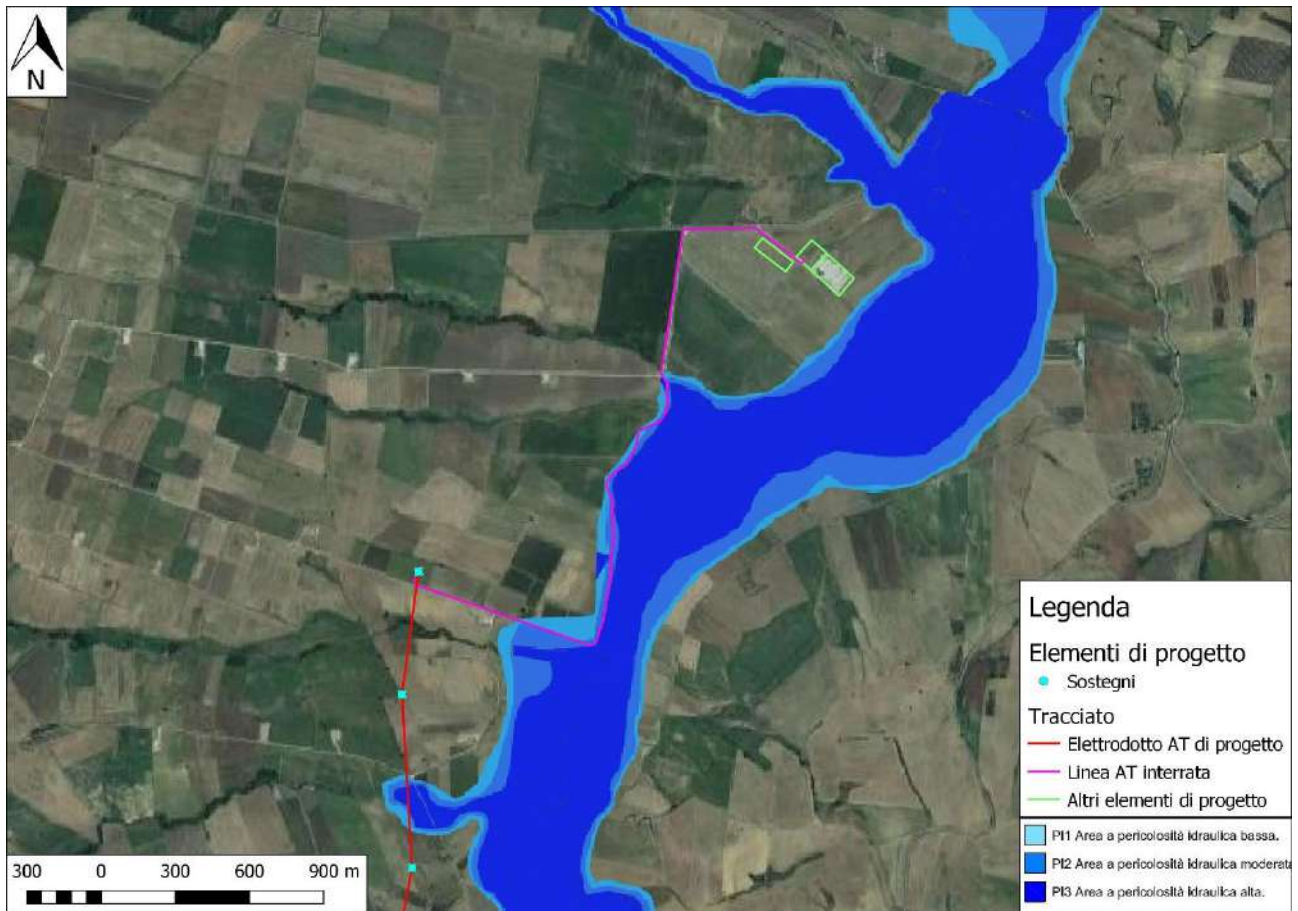 N
Legenda
Elementi di progetto
Sostegni
Tracciato
Elettrodotto AT di progetto
Linea AT interrata
Altri elementi di progetto
PI1 Area a pericolosità idraulica bassa.
PI2 Area a pericolosità idraulica moderata
PI3 Area a pericolosità idraulica alta.
300 0 300 600 900 m